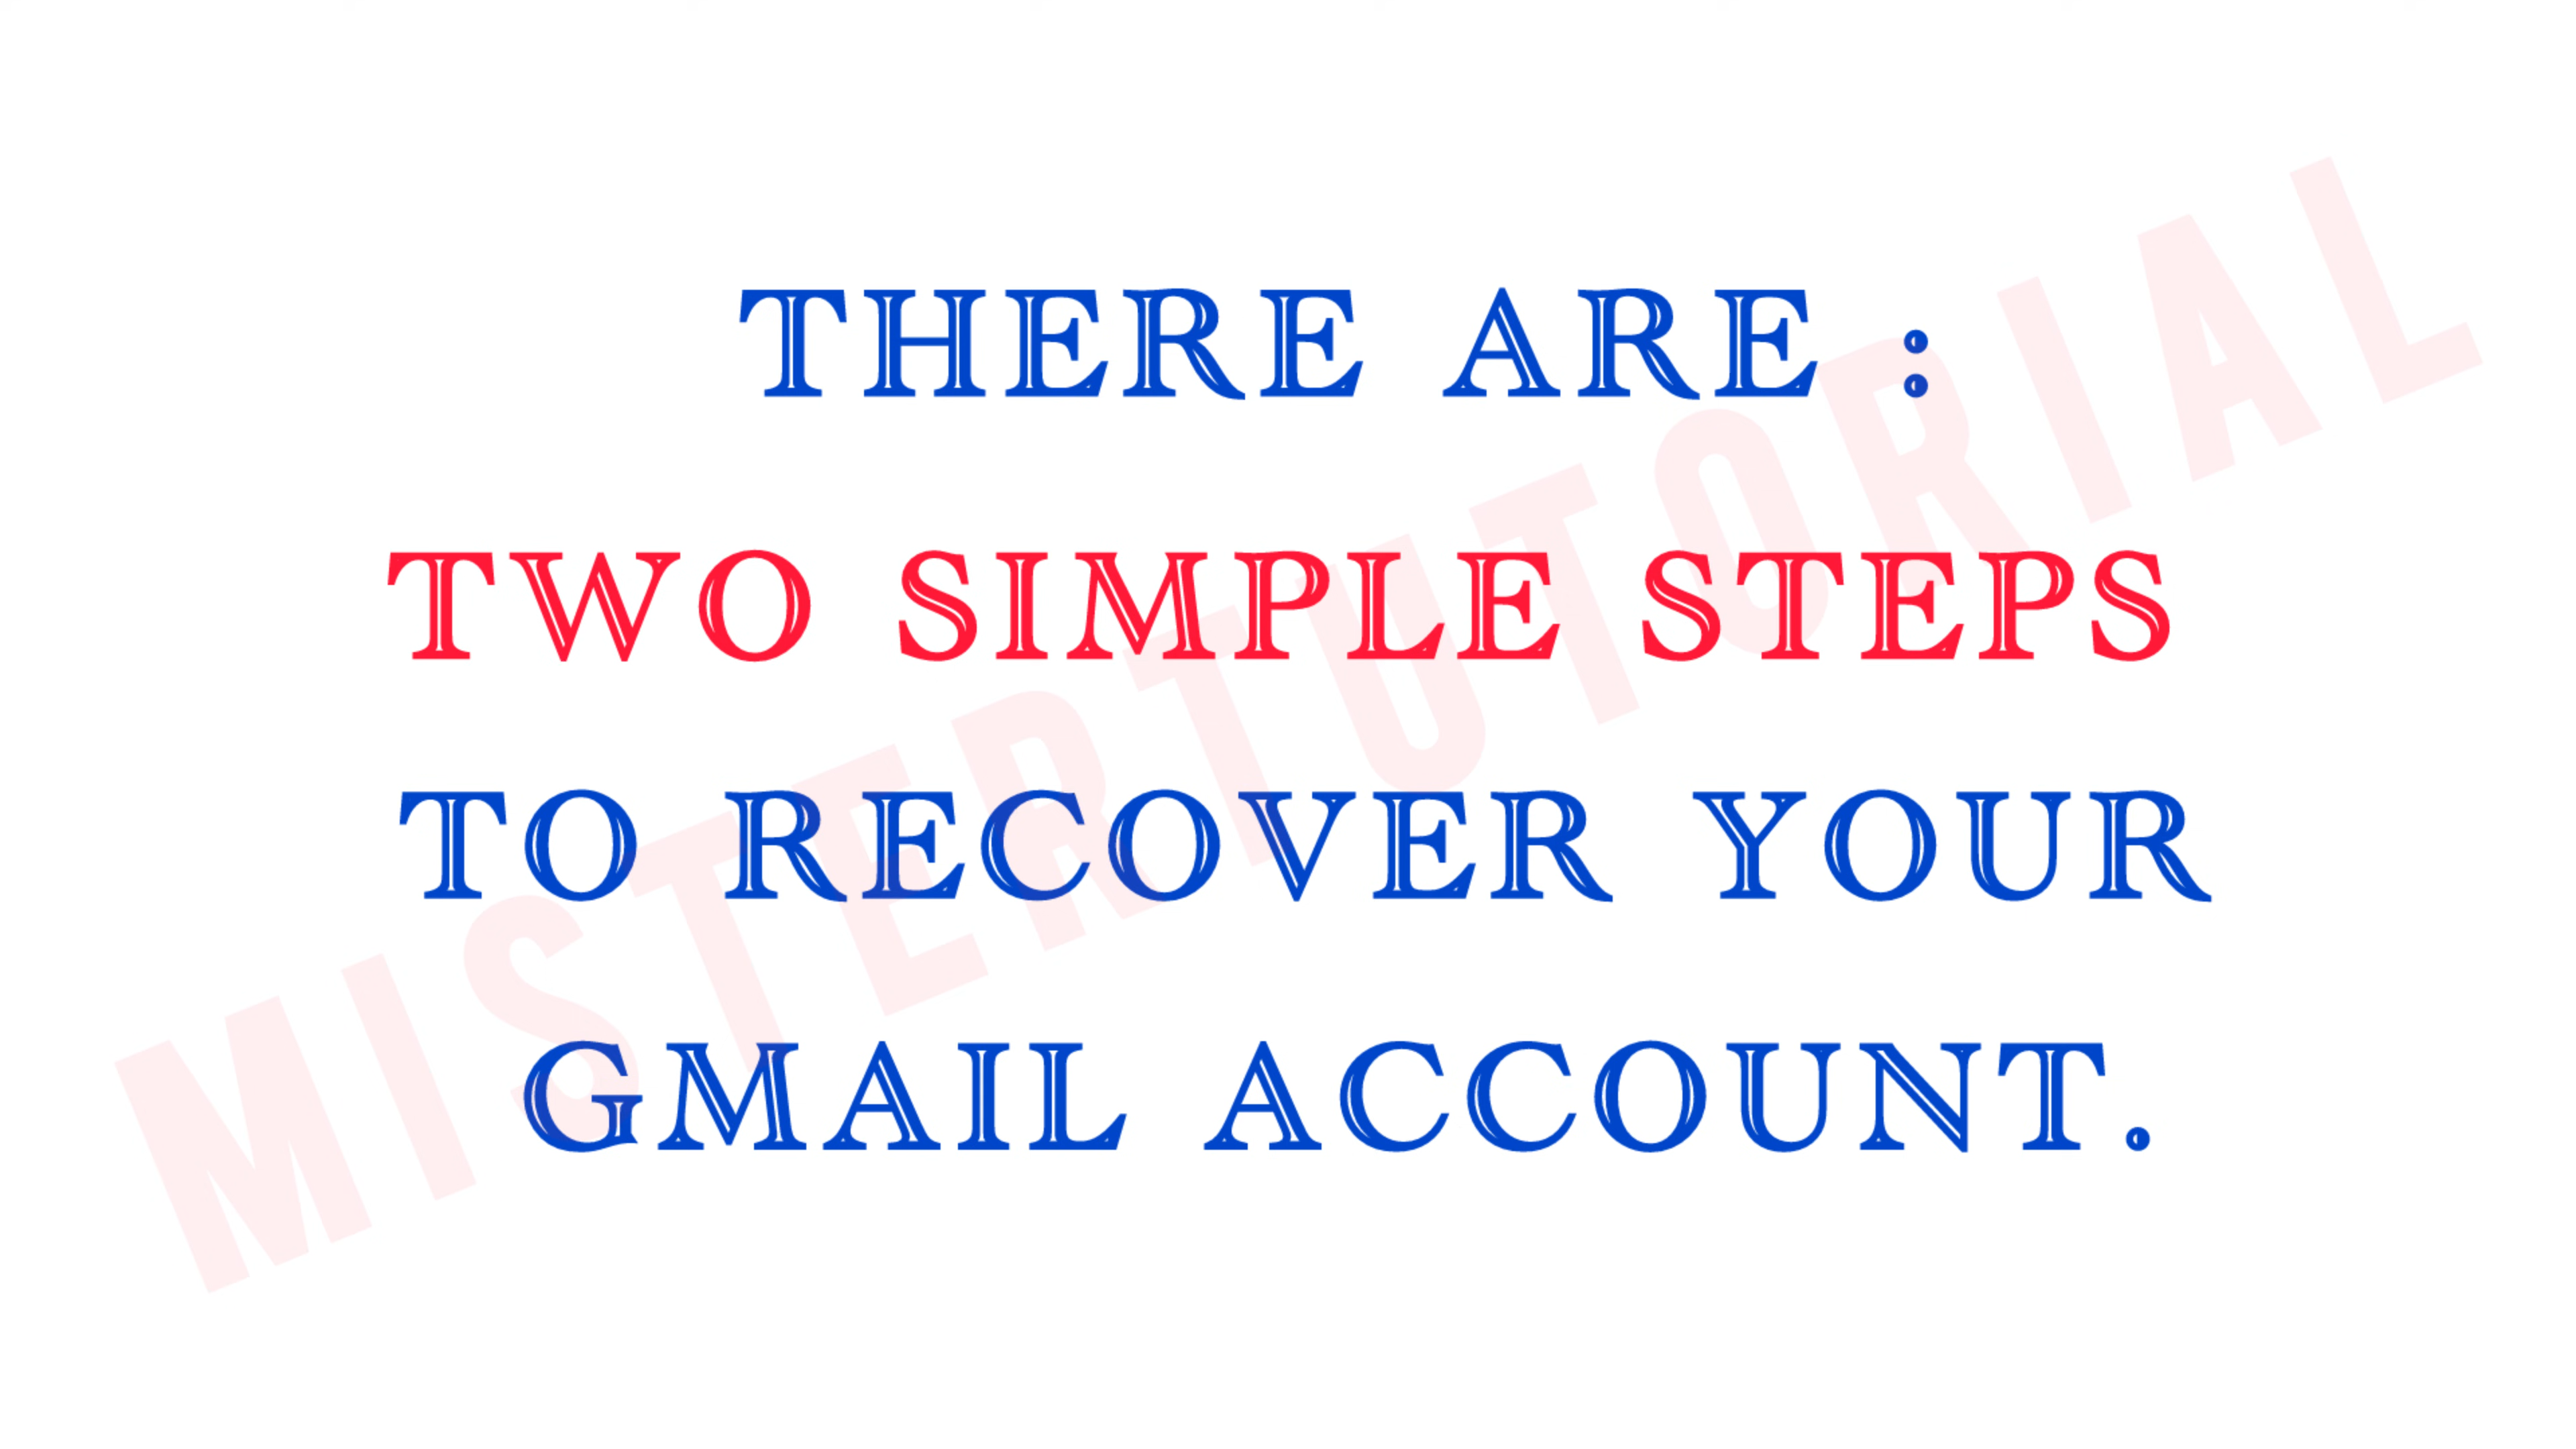 THERE ARE :
TWO SIMPLE STEPS
TO RECOVER YOUR
GMAIL ACCOUNT.
MISTERTUTORIAL